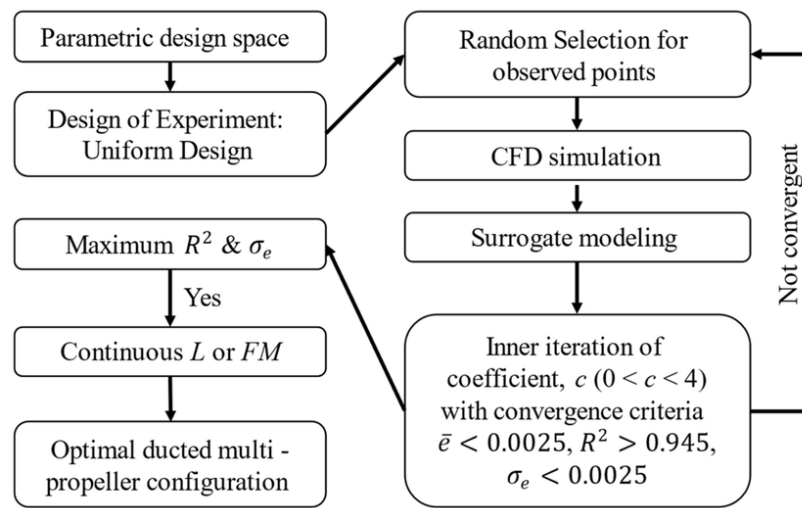 Parametric design space
Design of Experiment:
Uniform Design
Random Selection for
observed points
CFD simulation
Surrogate modeling
Inner iteration of
coefficient, c (0 < c < 4)
with convergence criteria
ē < 0.0025, R² > 0.945,
σₑ < 0.0025
Not convergent
Maximum R² & σₑ
Yes
Continuous L or FM
Optimal ducted multi -
propeller configuration